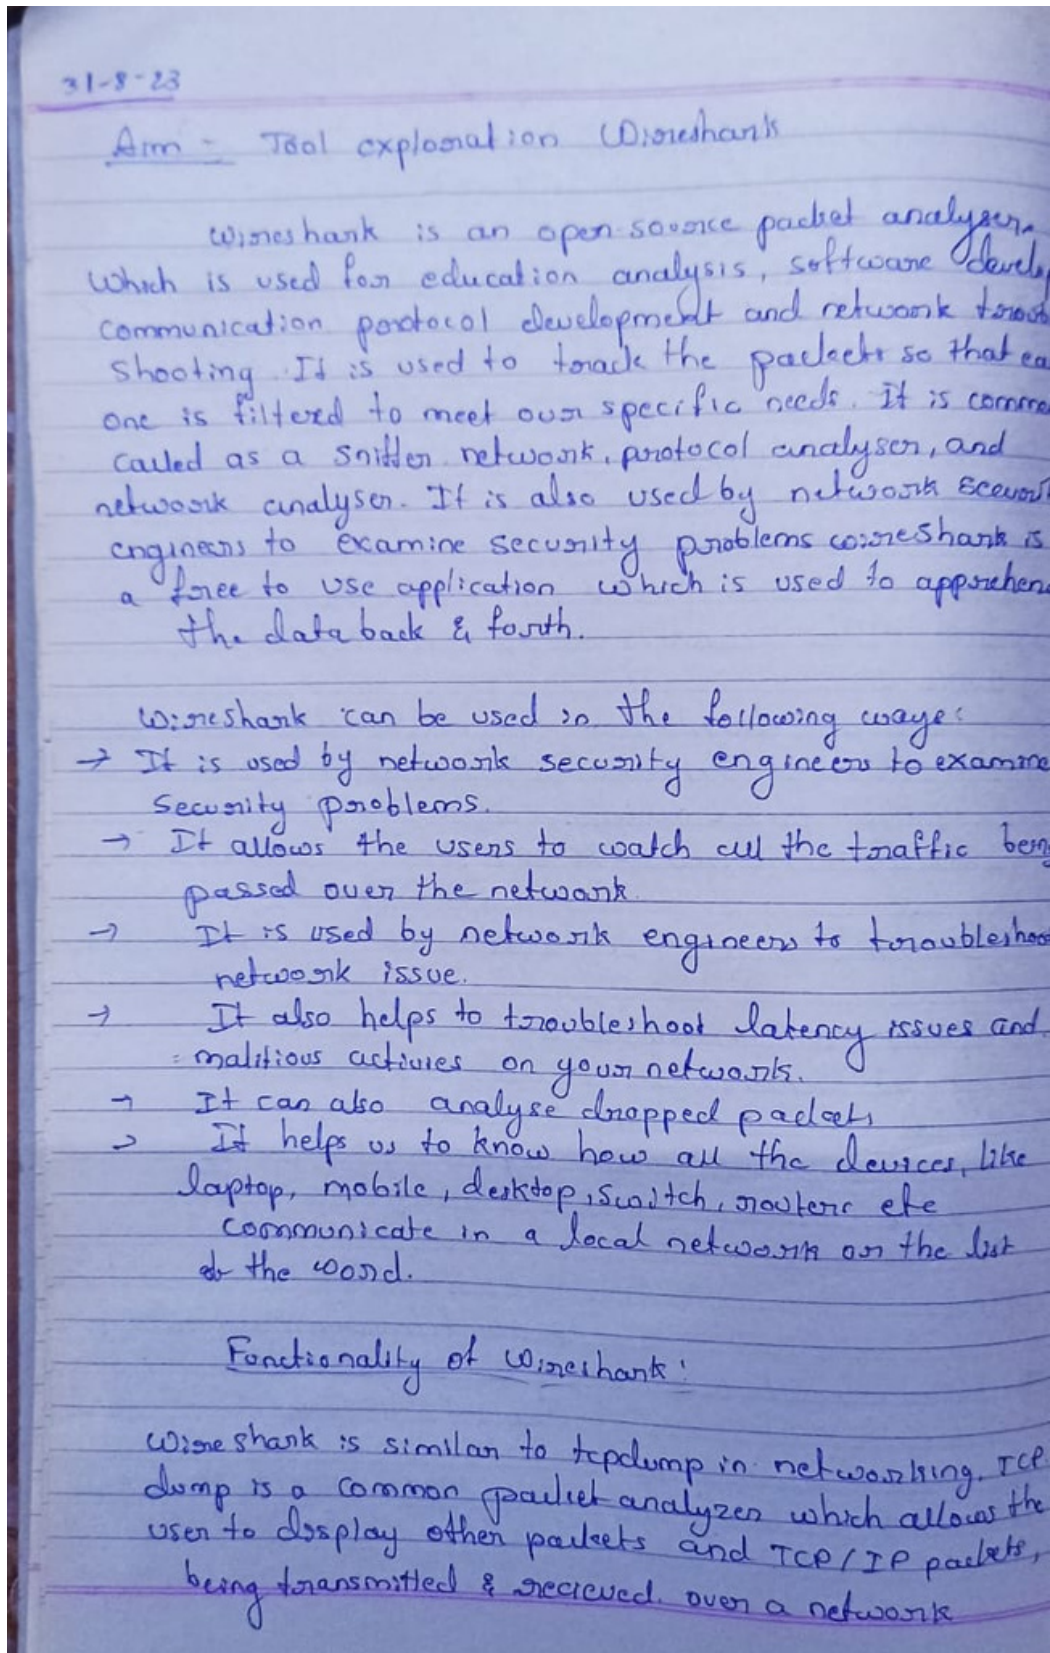 31-8-23
Aim - Tool exploration Wireshark
Wireshark is an open-source packet analyser,
which is used for education analysis, software develo
communication protocol development and network troub
shooting. It is used to track the packets so that ea
one is filtered to meet our specific needs. It is commo
called as a sniffer network, protocol analyser, and
network analyser. It is also used by network
engineers to examine security problems wireshark is
a free to use application which is used to apprehen
the data back & forth.
Wireshark can be used in the following ways:
→ It is used by network security engineers to examine
security problems.
→ It allows the users to watch all the traffic being
passed over the network.
→ It is used by network engineers to troubleshoo
network issue.
→ It also helps to troubleshoot latency issues and
malitious activies on your network.
→ It can also analyse dropped packets
→ It helps us to know how all the devices, like
laptop, mobile, desktop, switch, routers etc
communicate in a local network or the list
the word.
Functionality of Wireshark:
Wireshark is similar to tcpdump in networking. TCP
dump is a common packet analyzer which allows the
user to display other packets and TCP/IP packets,
being transmitted & recieved over a network